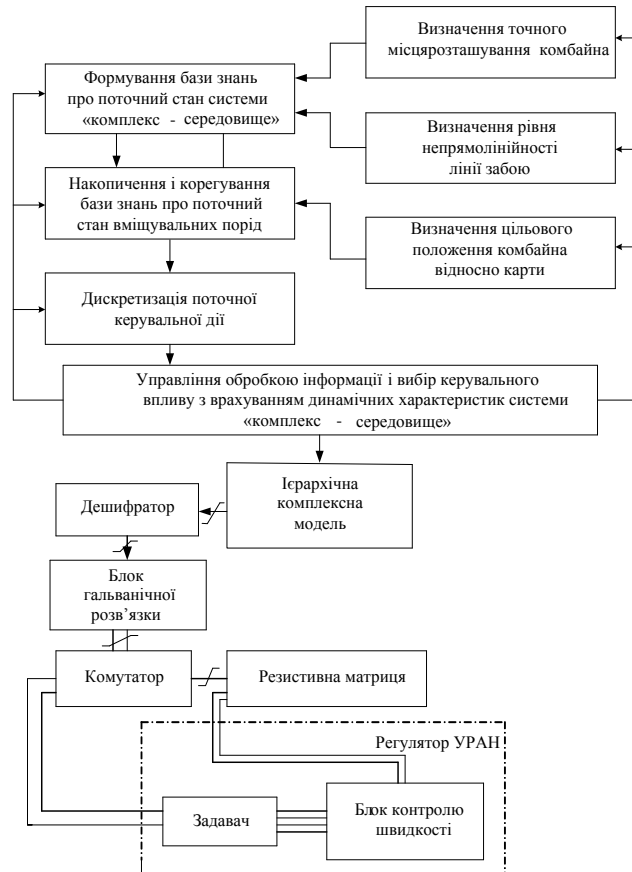 Визначення точного
місцярозташування комбайна
Формування бази знань
про поточний стан системи
«комплекс - середовище»
Визначення рівня
непрямолінійності
лінії забою
Накопичення і корегування
бази знань про поточний
стан вміщувальних порід
Визначення цільового
положення комбайна
відносно карти
Дискретизація поточної
керувальної дії
Управління обробкою інформації і вибір керувального
впливу з врахуванням динамічних характеристик системи
«комплекс - середовище»
Ієрархічна
комплексна
модель
Дешифратор
Блок
гальванічної
розв’язки
Комутатор
Резистивна матриця
Регулятор УРАН
Задавач
Блок контролю
швидкості